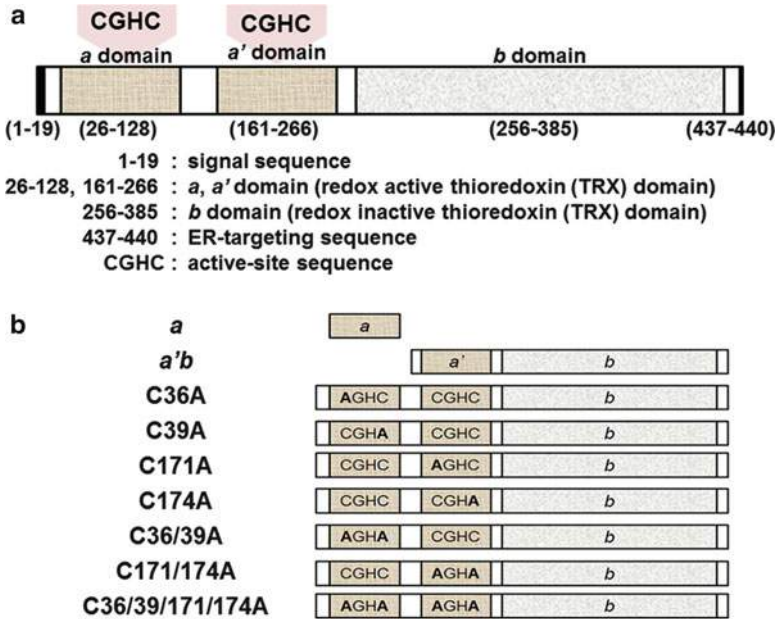 a
CGHC CGHC
a domain a' domain b domain
(1-19) (26-128) (161-266) (256-385) (437-440)
1-19 : signal sequence
26-128, 161-266 : a, a' domain (redox active thioredoxin (TRX) domain)
256-385 : b domain (redox inactive thioredoxin (TRX) domain)
437-440 : ER-targeting sequence
CGHC : active-site sequence
b
a a
a'b a' b
C36A AGHC CGHC b
C39A CGHA CGHC b
C171A CGHC AGHC b
C174A CGHC CGHA b
C36/39A AGHA CGHC b
C171/174A CGHC AGHA b
C36/39/171/174A AGHA AGHA b